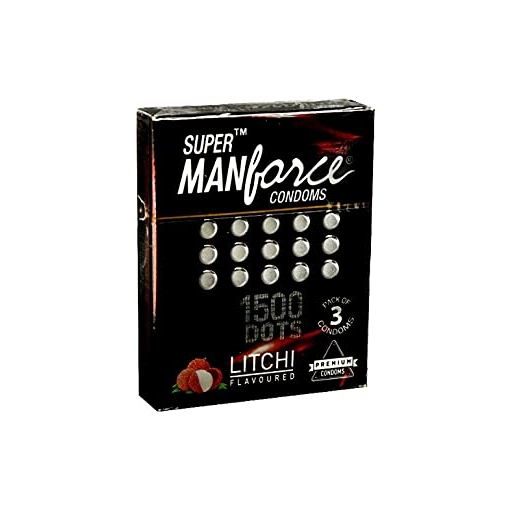 SUPER™
MANforce®
CONDOMS
1500
DOTS
PACK OF
3
CONDOMS
LITCHI
FLAVOURED
PREMIUM
CONDOMS